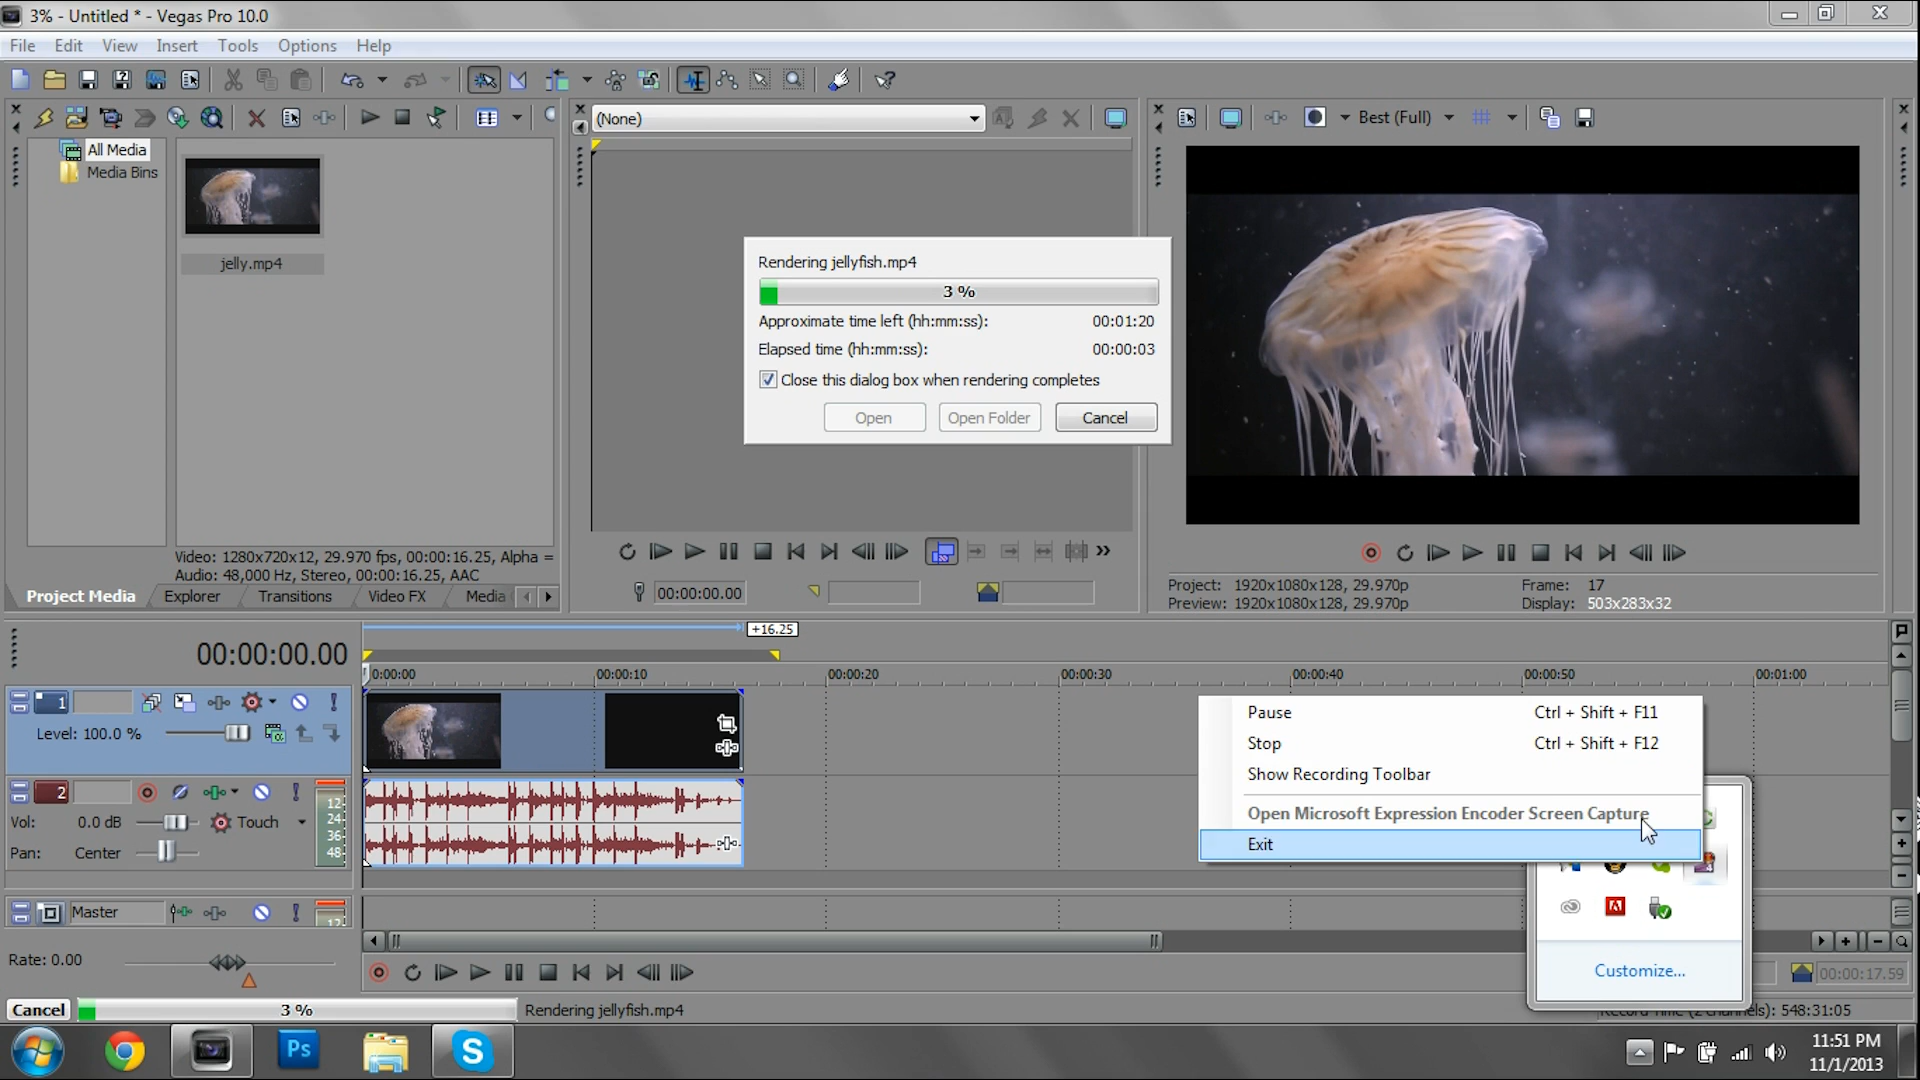 3% - Untitled * - Vegas Pro 10.0
File Edit View Insert Tools Options Help
(None)
Best (Full)
All Media
Media Bins
jelly.mp4
Video: 1280x720x12, 29.970 fps, 00:00:16.25, Alpha =
Audio: 48,000 Hz, Stereo, 00:00:16.25, AAC
Project Media Explorer Transitions Video FX Media
Rendering jellyfish.mp4
3 %
Approximate time left (hh:mm:ss): 00:01:20
Elapsed time (hh:mm:ss): 00:00:03
Close this dialog box when rendering completes
Open Open Folder Cancel
00:00:00.00
Project: 1920x1080x128, 29.970p Frame: 17
Preview: 1920x1080x128, 29.970p Display: 503x283x32
00:00:00.00
+16.25
0:00:00 00:00:10 00:00:20 00:00:30 00:00:40 00:00:50 00:01:00
1
Level: 100.0 %
2
Vol: 0.0 dB Touch
Pan: Center
12
24
36
48
Master
12
Rate: 0.00
Pause Ctrl + Shift + F11
Stop Ctrl + Shift + F12
Show Recording Toolbar
Open Microsoft Expression Encoder Screen Capture
Exit
Customize...
00:00:17.59
Cancel 3 % Rendering jellyfish.mp4
Record Time (2 channels): 548:31:05
Ps
S
11:51 PM
11/1/2013